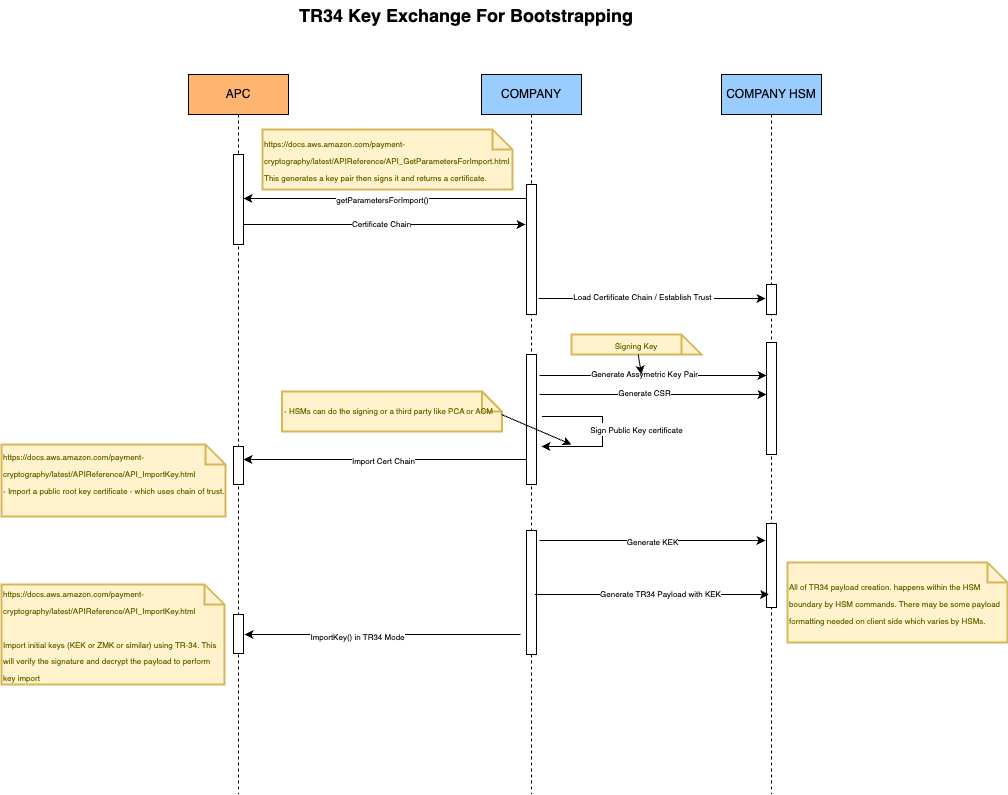 TR34 Key Exchange For Bootstrapping
APC
COMPANY
COMPANY HSM
https://docs.aws.amazon.com/payment-
cryptography/latest/APIReference/API_GetParametersForImport.html
This generates a key pair then signs it and returns a certificate.
getParametersForImport()
Certificate Chain
Load Certificate Chain / Establish Trust
Signing Key
Generate Assymetric Key Pair
Generate CSR
- HSMs can do the signing or a third party like PCA or ACM
Sign Public Key certificate
https://docs.aws.amazon.com/payment-
cryptography/latest/APIReference/API_ImportKey.html
- Import a public root key certificate - which uses chain of trust.
Import Cert Chain
Generate KEK
All of TR34 payload creation. happens within the HSM
boundary by HSM commands. There may be some payload
formatting needed on client side which varies by HSMs.
Generate TR34 Payload with KEK
https://docs.aws.amazon.com/payment-
cryptography/latest/APIReference/API_ImportKey.html
Import initial keys (KEK or ZMK or similar) using TR-34. This
will verify the signature and decrypt the payload to perform
key import
ImportKey() in TR34 Mode